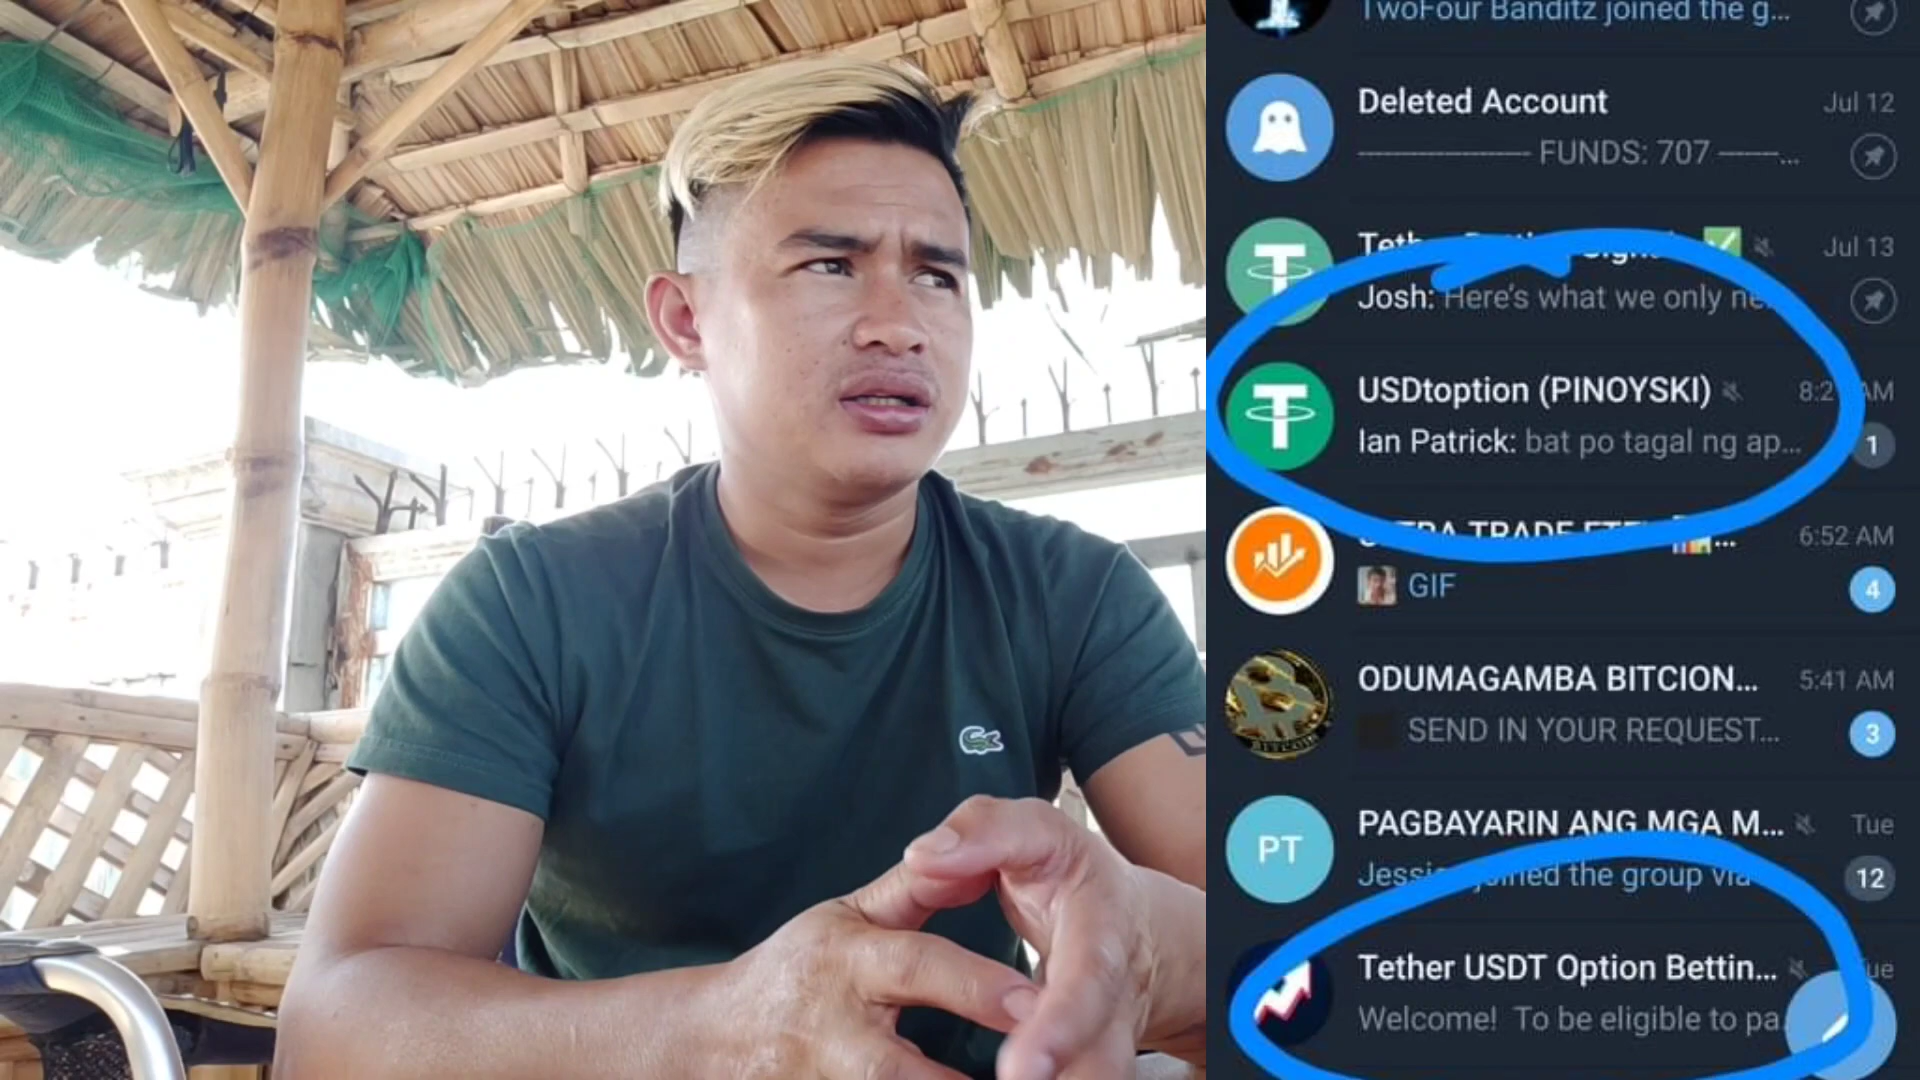 TwoFour Banditz joined the g...
Deleted Account
Jul 12
FUNDS: 707 ...
Jul 13
Josh: Here's what we only ne...
USDtoption (PINOYSKI)
AM
Ian Patrick: bat po tagal ng ap...
1
TRADE
6:52 AM
GIF
4
ODUMAGAMBA BITCION...
5:41 AM
SEND IN YOUR REQUEST...
3
BITCOIN
PAGBAYARIN ANG MGA M...
Tue
PT
joined the group via
12
Tether USDT Option Bettin...
Welcome! To be eligible to pa